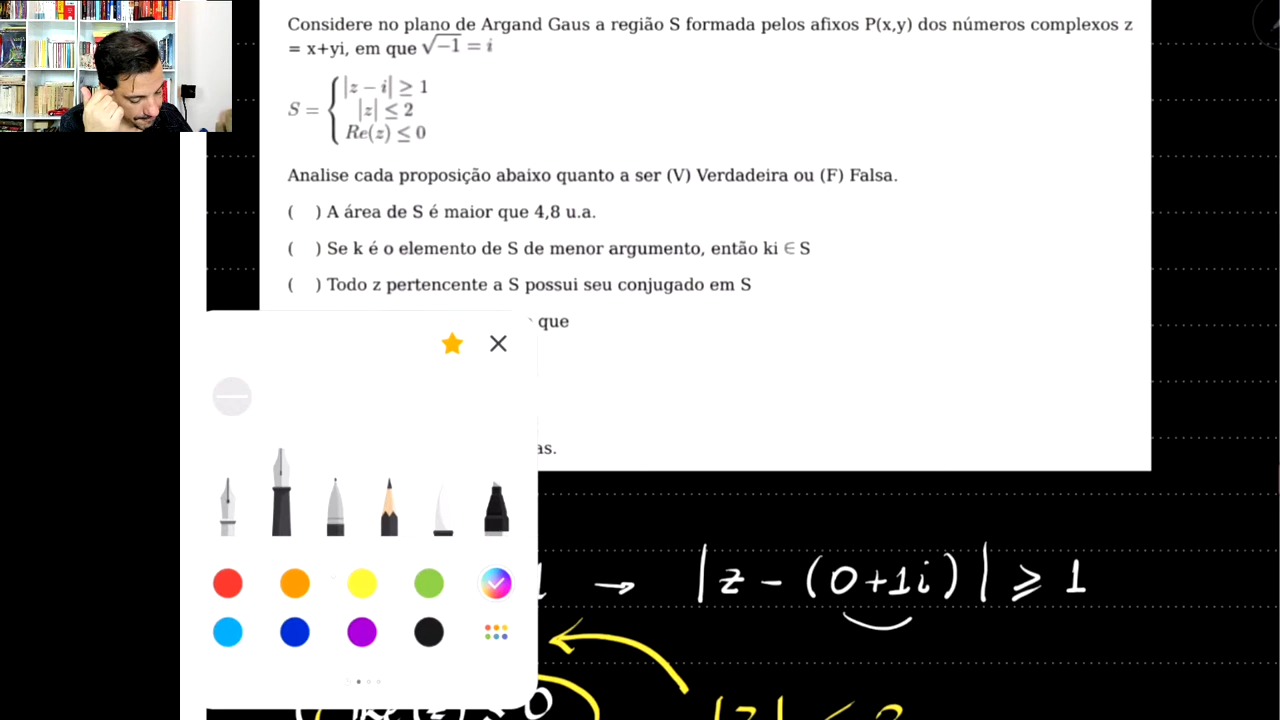 Considere no plano de Argand Gaus a região S formada pelos afixos P(x,y) dos números complexos z
= x+yi, em que √−1 = i
S = { |z − i| ≥ 1
|z| ≤ 2
Re(z) ≤ 0
Analise cada proposição abaixo quanto a ser (V) Verdadeira ou (F) Falsa.
( ) A área de S é maior que 4,8 u.a.
( ) Se k é o elemento de S de menor argumento, então ki ∈ S
( ) Todo z pertencente a S possui seu conjugado em S
que
as.
→ |z − (0+1i)| ⩾ 1